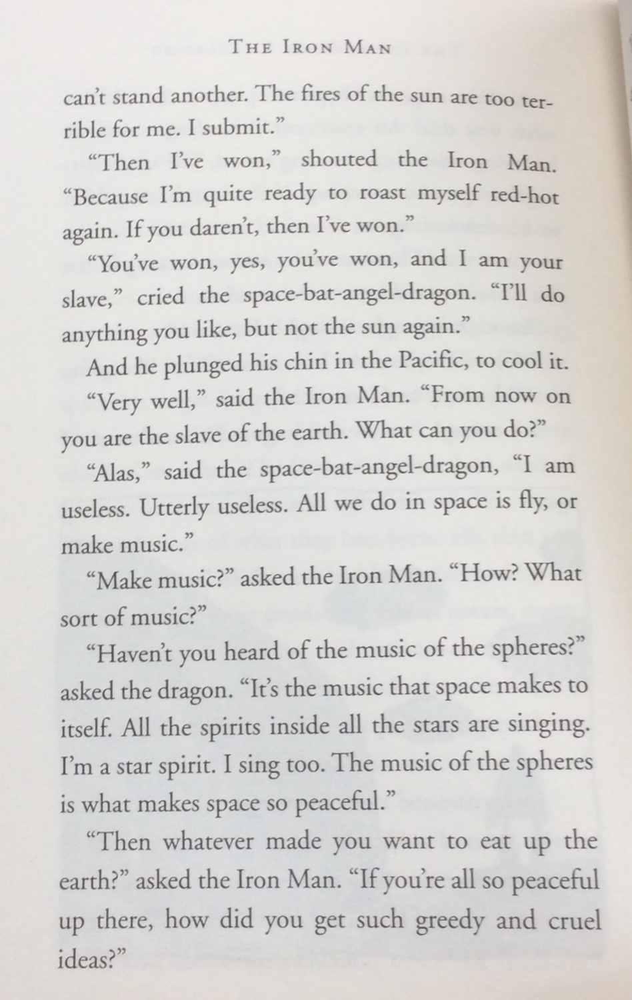 THE IRON MAN
can't stand another. The fires of the sun are too ter-
rible for me. I submit.”
“Then I've won,” shouted the Iron Man.
“Because I'm quite ready to roast myself red-hot
again. If you daren't, then I've won.”
“You've won, yes, you've won, and I am your
slave,” cried the space-bat-angel-dragon. “I'll do
anything you like, but not the sun again.”
And he plunged his chin in the Pacific, to cool it.
“Very well,” said the Iron Man. “From now on
you are the slave of the earth. What can you do?”
“Alas,” said the space-bat-angel-dragon, “I am
useless. Utterly useless. All we do in space is fly, or
make music.”
“Make music?” asked the Iron Man. “How? What
sort of music?”
“Haven't you heard of the music of the spheres?”
asked the dragon. “It's the music that space makes to
itself. All the spirits inside all the stars are singing.
I'm a star spirit. I sing too. The music of the spheres
is what makes space so peaceful.”
“Then whatever made you want to eat up the
earth?” asked the Iron Man. “If you're all so peaceful
up there, how did you get such greedy and cruel
ideas?”